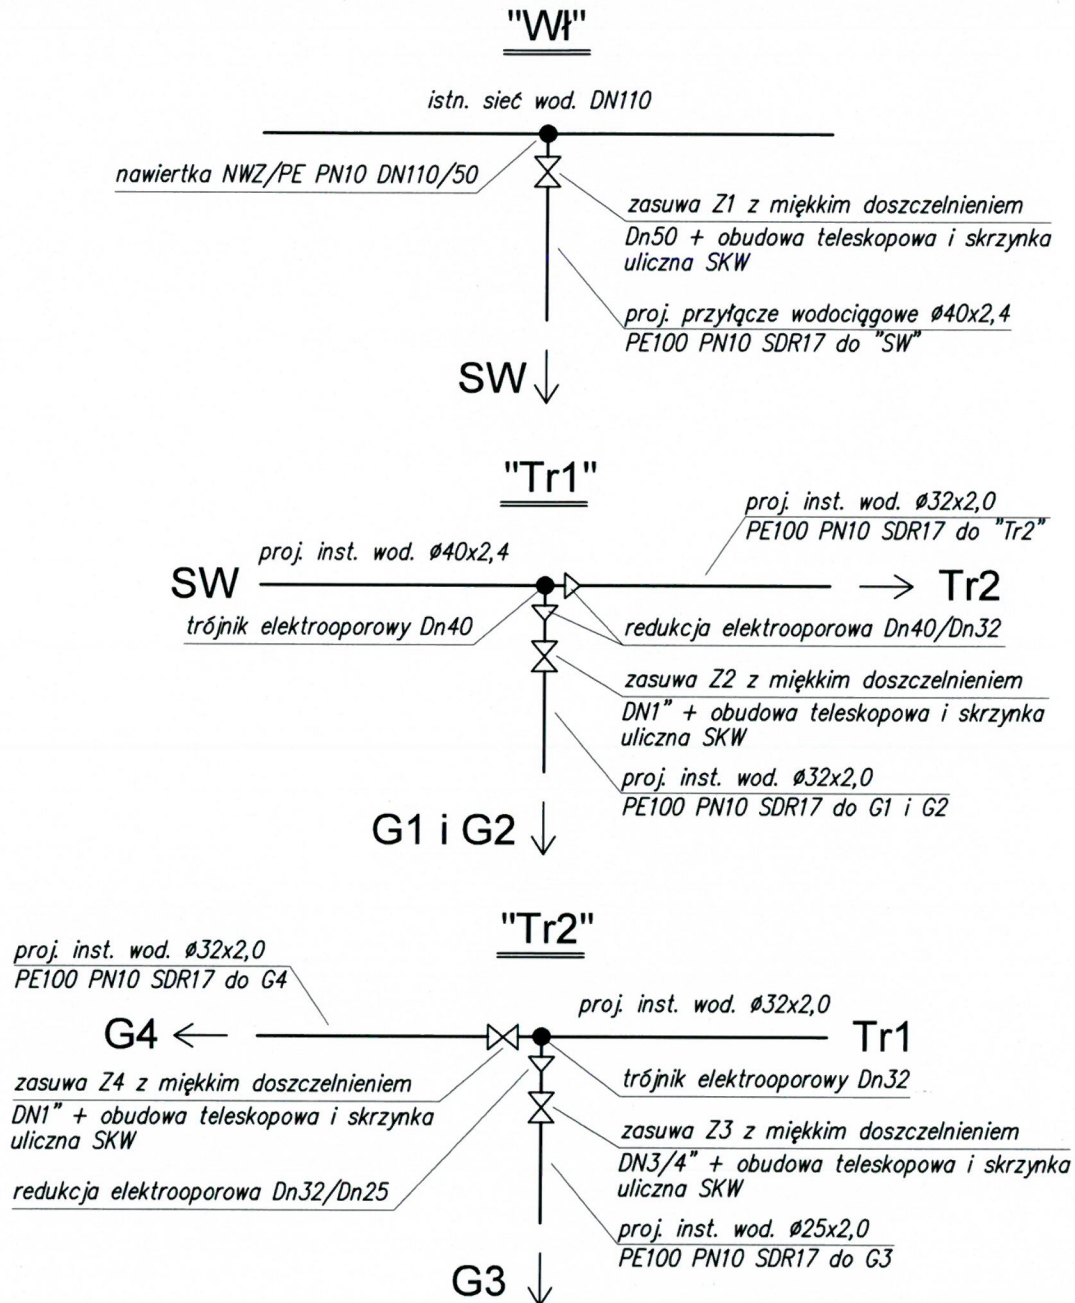 "Wł"
istn. sieć wod. DN110
nawiertka NWZ/PE PN10 DN110/50
zasuwa Z1 z miękkim doszczelnieniem
Dn50 + obudowa teleskopowa i skrzynka
uliczna SKW
proj. przyłącze wodociągowe ø40x2,4
PE100 PN10 SDR17 do "SW"
SW
"Tr1"
proj. inst. wod. ø32x2,0
PE100 PN10 SDR17 do "Tr2"
proj. inst. wod. ø40x2,4
SW
Tr2
trójnik elektrooporowy Dn40
redukcja elektrooporowa Dn40/Dn32
zasuwa Z2 z miękkim doszczelnieniem
DN1" + obudowa teleskopowa i skrzynka
uliczna SKW
proj. inst. wod. ø32x2,0
PE100 PN10 SDR17 do G1 i G2
G1 i G2
"Tr2"
proj. inst. wod. ø32x2,0
PE100 PN10 SDR17 do G4
proj. inst. wod. ø32x2,0
G4
Tr1
zasuwa Z4 z miękkim doszczelnieniem
DN1" + obudowa teleskopowa i skrzynka
uliczna SKW
trójnik elektrooporowy Dn32
zasuwa Z3 z miękkim doszczelnieniem
DN3/4" + obudowa teleskopowa i skrzynka
uliczna SKW
redukcja elektrooporowa Dn32/Dn25
proj. inst. wod. ø25x2,0
PE100 PN10 SDR17 do G3
G3